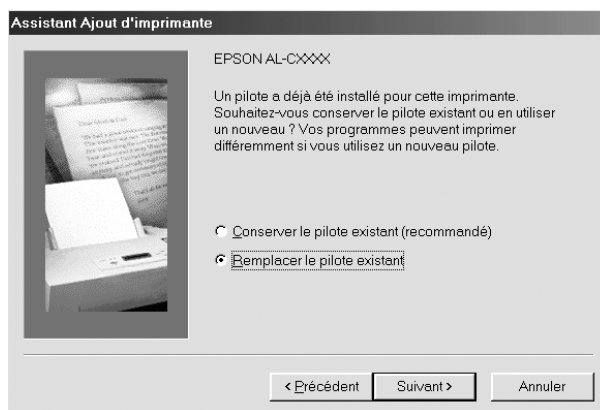 Assistant Ajout d'imprimante
EPSON AL-CXXXX
Un pilote a déjà été installé pour cette imprimante.
Souhaitez-vous conserver le pilote existant ou en utiliser
un nouveau ? Vos programmes peuvent imprimer
différemment si vous utilisez un nouveau pilote.
Conserver le pilote existant (recommandé)
Remplacer le pilote existant
< Précédent
Suivant >
Annuler